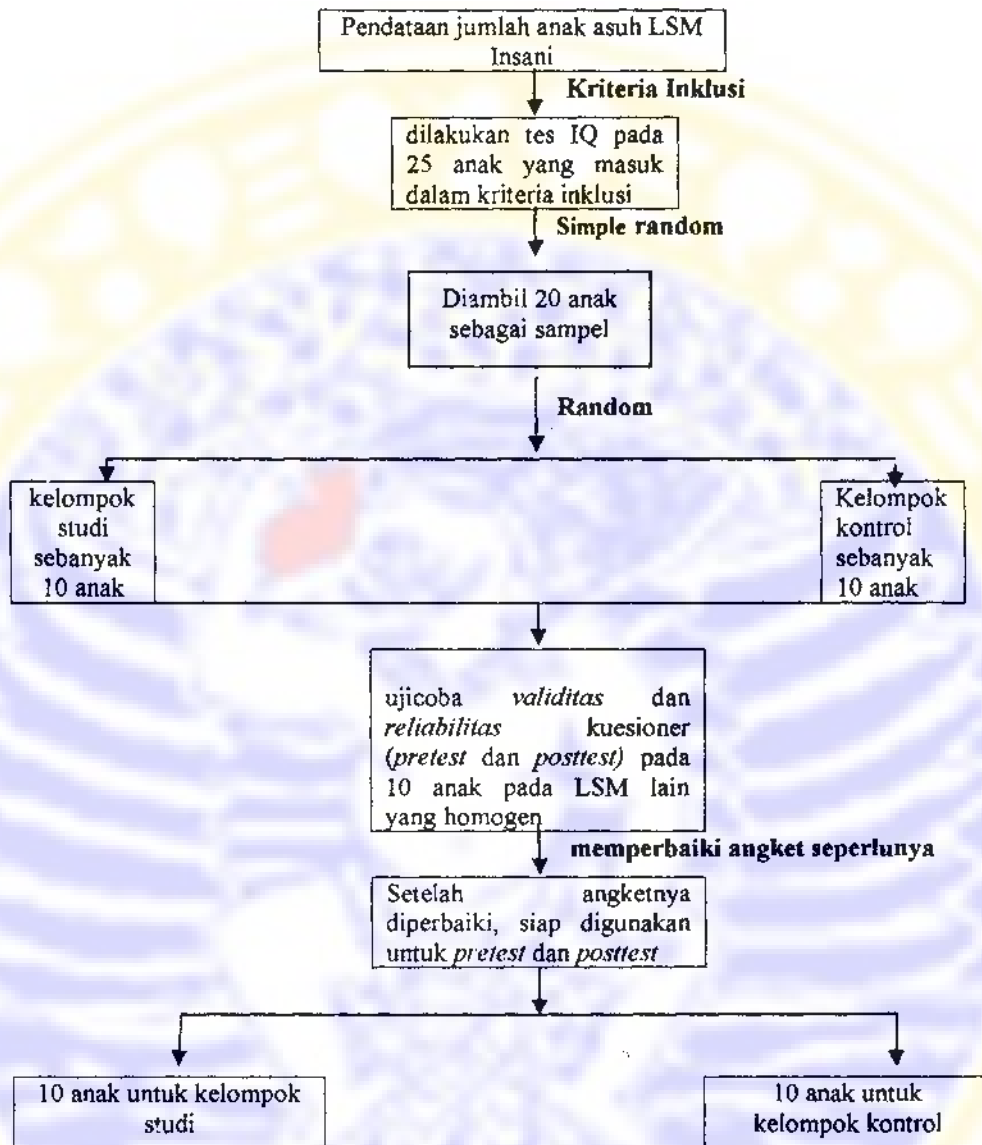 Pendataan jumlah anak asuh LSM
Insani
Kriteria Inklusi
dilakukan tes IQ pada
25 anak yang masuk
dalam kriteria inklusi
Simple random
Diambil 20 anak
sebagai sampel
Random
kelompok
studi
sebanyak
10 anak
Kelompok
kontrol
sebanyak
10 anak
ujicoba validitas dan
reliabilitas kuesioner
(pretest dan posttest) pada
10 anak pada LSM lain
yang homogen
memperbaiki angket seperlunya
Setelah angketnya
diperbaiki, siap digunakan
untuk pretest dan posttest
10 anak untuk kelompok
studi
10 anak untuk
kelompok kontrol